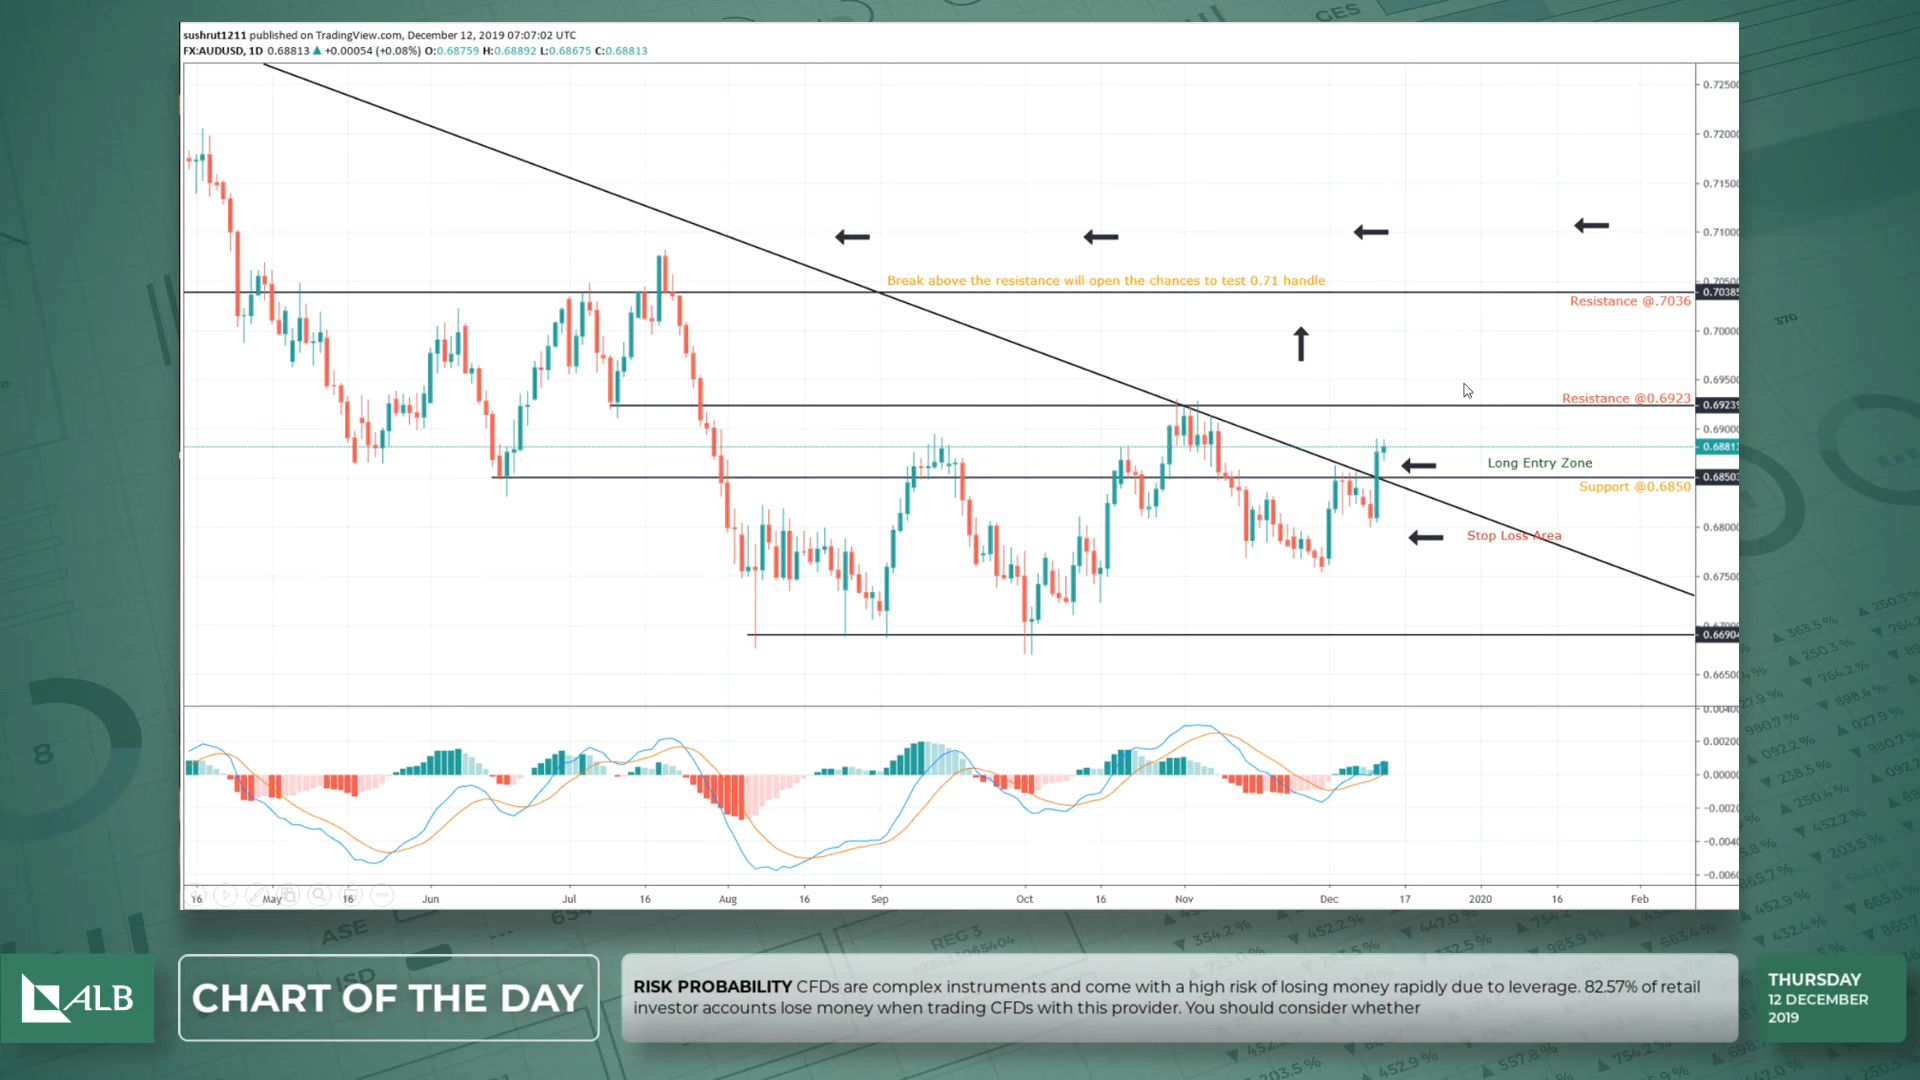 sushrut1211 published on TradingView.com, December 12, 2019 07:07:02 UTC
FX:AUDUSD, 1D 0.68813 ▲ +0.00054 (+0.08%) O:0.68759 H:0.68892 L:0.68675 C:0.68813
0.72500
0.72000
0.71500
0.71000
Break above the resistance will open the chances to test 0.71 handle
0.70385
Resistance @.7036
0.70000
0.69500
Resistance @0.6923
0.69239
0.69000
0.68813
Long Entry Zone
0.68503
Support @0.6850
0.68000
Stop Loss Area
0.67500
0.66904
0.66500
0.00200
0.00000
16 May 16 Jun Jul 16 Aug 16 Sep Oct 16 Nov Dec 17 2020 16 Feb
ALB
CHART OF THE DAY
RISK PROBABILITY CFDs are complex instruments and come with a high risk of losing money rapidly due to leverage. 82.57% of retail
investor accounts lose money when trading CFDs with this provider. You should consider whether
THURSDAY
12 DECEMBER
2019